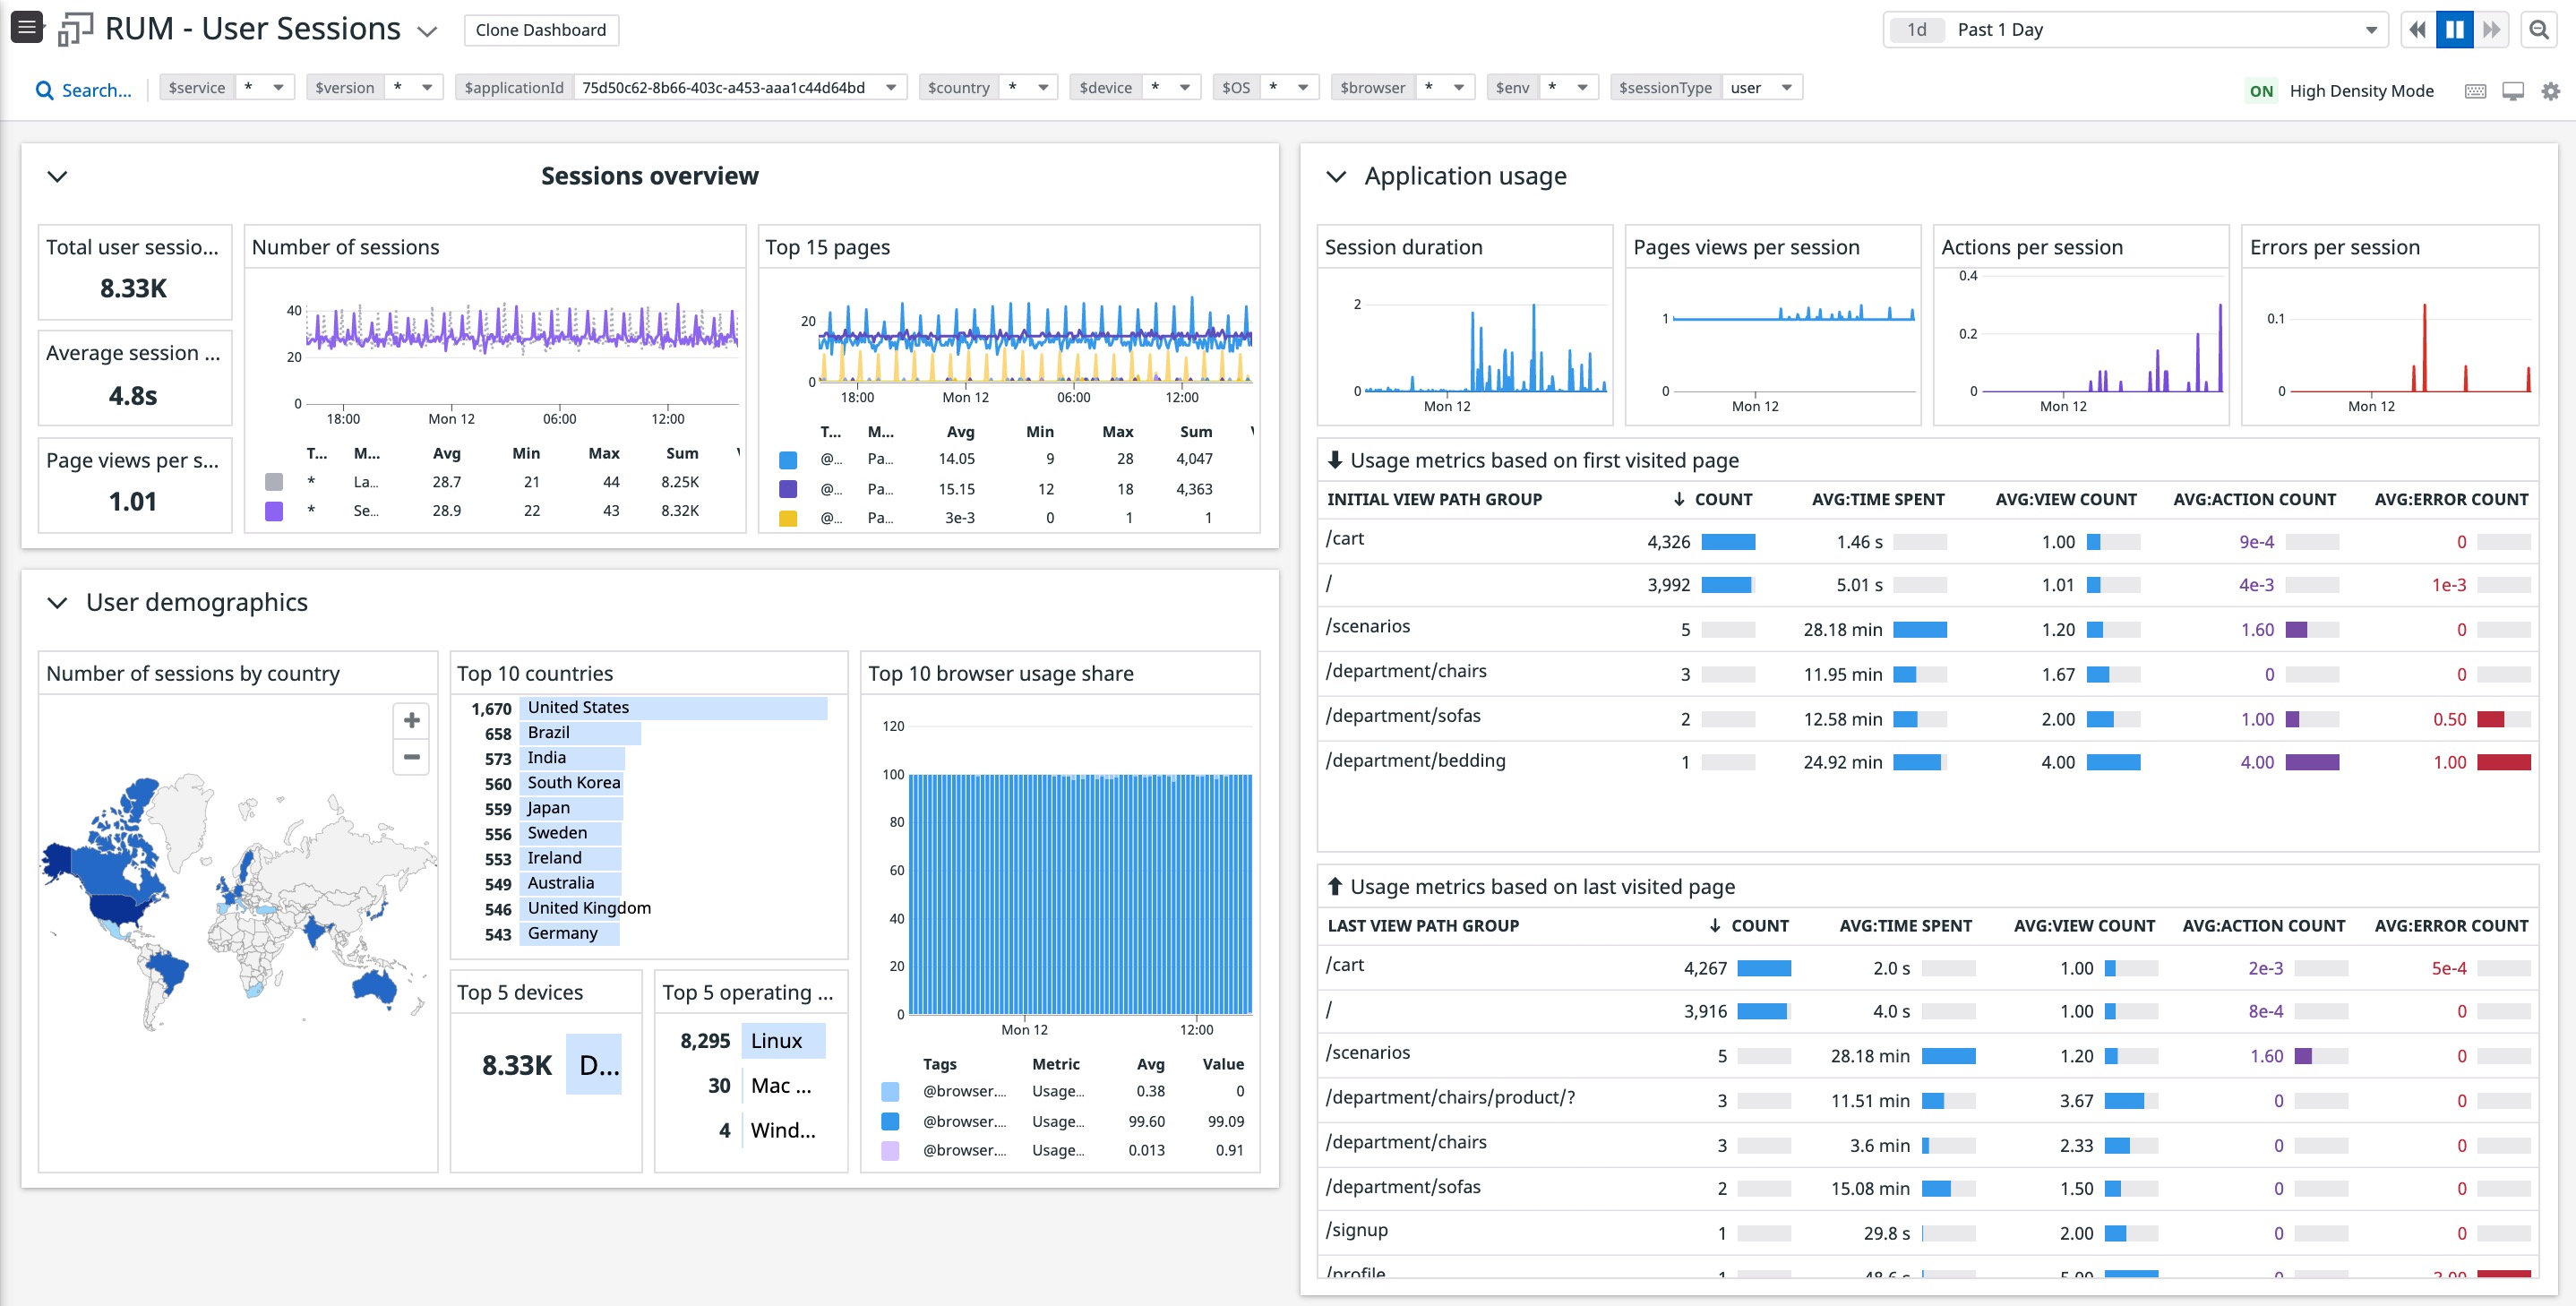 RUM - User Sessions
Clone Dashboard
1d Past 1 Day
Search...
$service *
$version *
$applicationId 75d50c62-8b66-403c-a453-aaa1c44d64bd
$country *
$device *
$OS *
$browser *
$env *
$sessionType user
ON High Density Mode
Sessions overview
Total user sessio...
8.33K
Average session ...
4.8s
Page views per s...
1.01
Number of sessions
40
20
0
18:00 Mon 12 06:00 12:00
T... M... Avg Min Max Sum
* La... 28.7 21 44 8.25K
* Se... 28.9 22 43 8.32K
Top 15 pages
20
0
18:00 Mon 12 06:00 12:00
T... M... Avg Min Max Sum
@... Pa... 14.05 9 28 4,047
@... Pa... 15.15 12 18 4,363
@... Pa... 3e-3 0 1 1
User demographics
Number of sessions by country
+
−
Top 10 countries
1,670 United States
658 Brazil
573 India
560 South Korea
559 Japan
556 Sweden
553 Ireland
549 Australia
546 United Kingdom
543 Germany
Top 5 devices
8.33K D...
Top 5 operating ...
8,295 Linux
30 Mac ...
4 Wind...
Top 10 browser usage share
120
100
80
60
40
20
0
Mon 12 12:00
Tags Metric Avg Value
@browser.... Usage... 0.38 0
@browser.... Usage... 99.60 99.09
@browser.... Usage... 0.013 0.91
Application usage
Session duration
2
0
Mon 12
Pages views per session
1
0
Mon 12
Actions per session
0.4
0.2
0
Mon 12
Errors per session
0.1
0
Mon 12
Usage metrics based on first visited page
INITIAL VIEW PATH GROUP ↓ COUNT AVG:TIME SPENT AVG:VIEW COUNT AVG:ACTION COUNT AVG:ERROR COUNT
/cart 4,326 1.46 s 1.00 9e-4 0
/ 3,992 5.01 s 1.01 4e-3 1e-3
/scenarios 5 28.18 min 1.20 1.60 0
/department/chairs 3 11.95 min 1.67 0 0
/department/sofas 2 12.58 min 2.00 1.00 0.50
/department/bedding 1 24.92 min 4.00 4.00 1.00
Usage metrics based on last visited page
LAST VIEW PATH GROUP ↓ COUNT AVG:TIME SPENT AVG:VIEW COUNT AVG:ACTION COUNT AVG:ERROR COUNT
/cart 4,267 2.0 s 1.00 2e-3 5e-4
/ 3,916 4.0 s 1.00 8e-4 0
/scenarios 5 28.18 min 1.20 1.60 0
/department/chairs/product/? 3 11.51 min 3.67 0 0
/department/chairs 3 3.6 min 2.33 0 0
/department/sofas 2 15.08 min 1.50 0 0
/signup 1 29.8 s 2.00 0 0
/profile 1 48.6 s 5.00 0